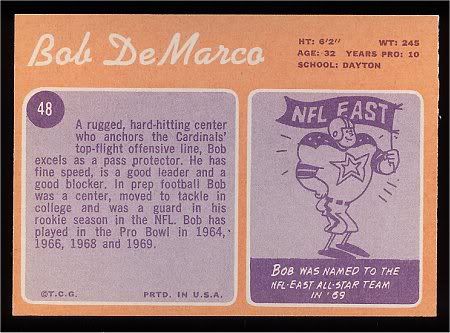 Bob DeMarco
HT: 6'2" WT: 245
AGE: 32 YEARS PRO: 10
SCHOOL: DAYTON
48
A rugged, hard-hitting center
who anchors the Cardinals'
top-flight offensive line, Bob
excels as a pass protector. He has
fine speed, is a good leader and a
good blocker. In prep football Bob
was a center, moved to tackle in
college and was a guard in his
rookie season in the NFL. Bob has
played in the Pro Bowl in 1964,
1966, 1968 and 1969.
©T.C.G. PRTD. IN U.S.A.
NFL EAST
BOB WAS NAMED TO THE
NFL-EAST ALL-STAR TEAM
IN '69